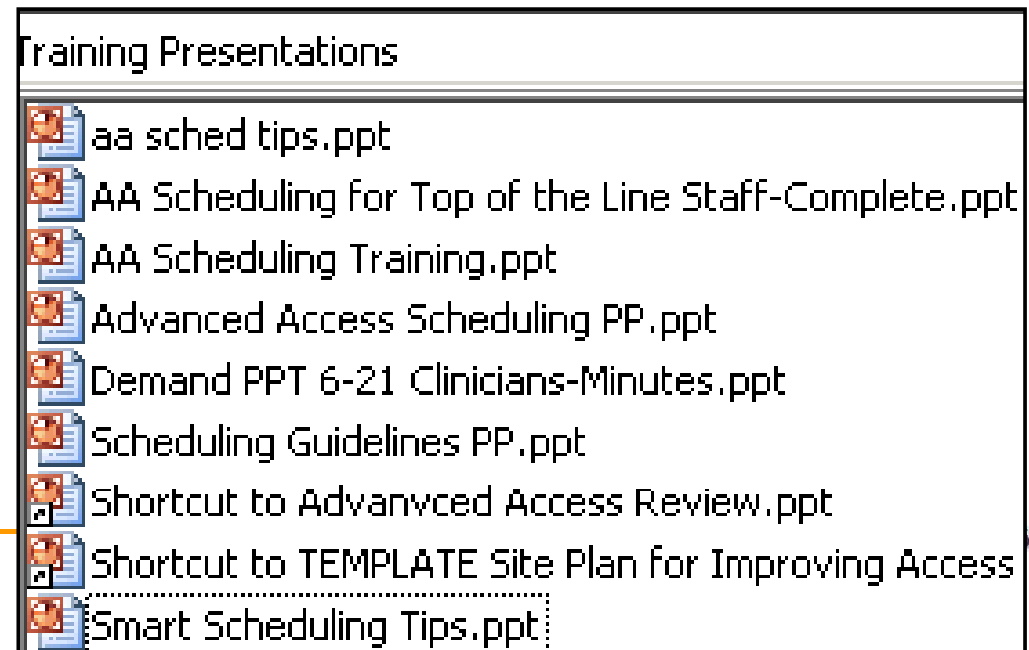 Training Presentations
aa sched tips.ppt
AA Scheduling for Top of the Line Staff-Complete.ppt
AA Scheduling Training.ppt
Advanced Access Scheduling PP.ppt
Demand PPT 6-21 Clinicians-Minutes.ppt
Scheduling Guidelines PP.ppt
Shortcut to Advanvced Access Review.ppt
Shortcut to TEMPLATE Site Plan for Improving Access
Smart Scheduling Tips.ppt